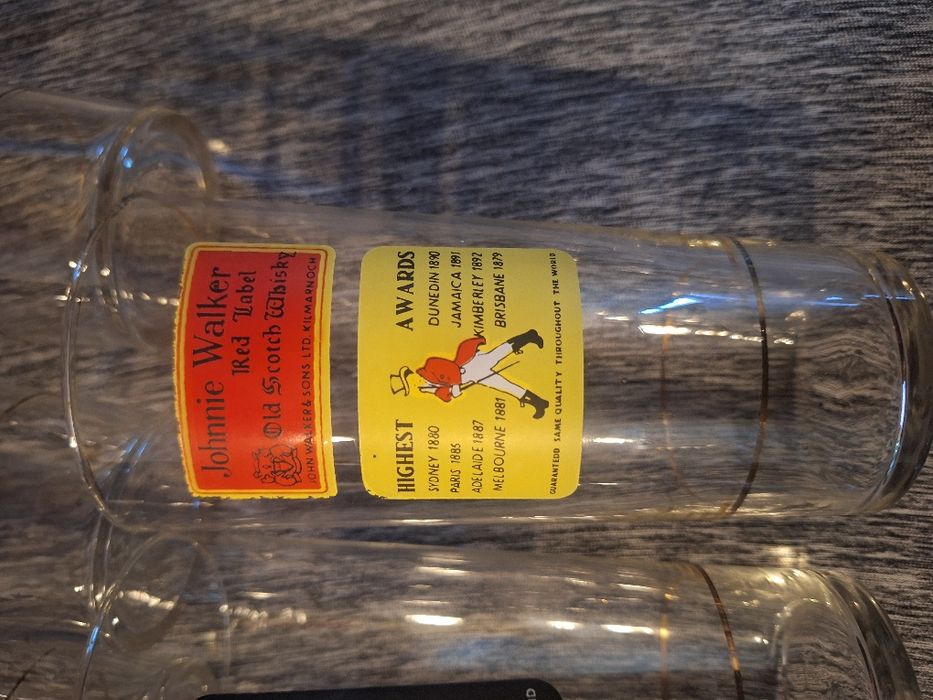 Johnnie Walker
Red Label
Old Scotch Whisky
JOHN WALKER & SONS LTD. KILMARNOCH
HIGHEST AWARDS
SYDNEY 1880 DUNEDIN 1890
PARIS 1885 JAMAICA 1891
ADELAIDE 1887 KIMBERLEY 1892
MELBOURNE 1881 BRISBANE 1879
GUARANTEDD SAME QUALITY THROUGHOUT THE WORLD